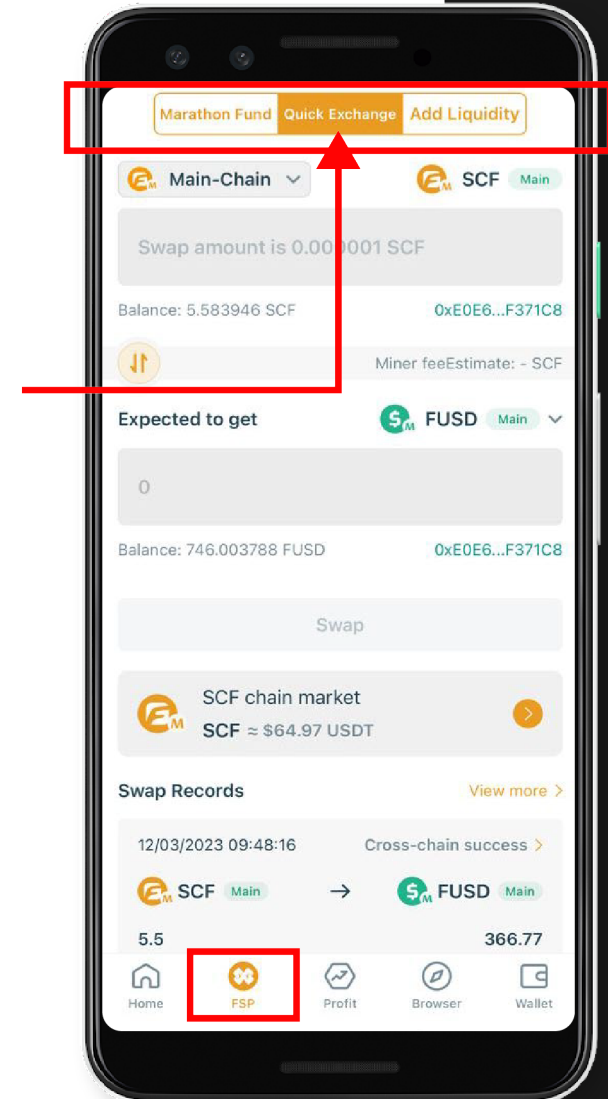 Marathon Fund Quick Exchange Add Liquidity
Main-Chain SCF Main
Swap amount is 0.000001 SCF
Balance: 5.583946 SCF 0xE0E6...F371C8
Miner feeEstimate: - SCF
Expected to get FUSD Main
0
Balance: 746.003788 FUSD 0xE0E6...F371C8
Swap
SCF chain market
SCF ≈ $64.97 USDT
Swap Records View more >
12/03/2023 09:48:16 Cross-chain success >
SCF Main → FUSD Main
5.5 366.77
Home FSP Profit Browser Wallet